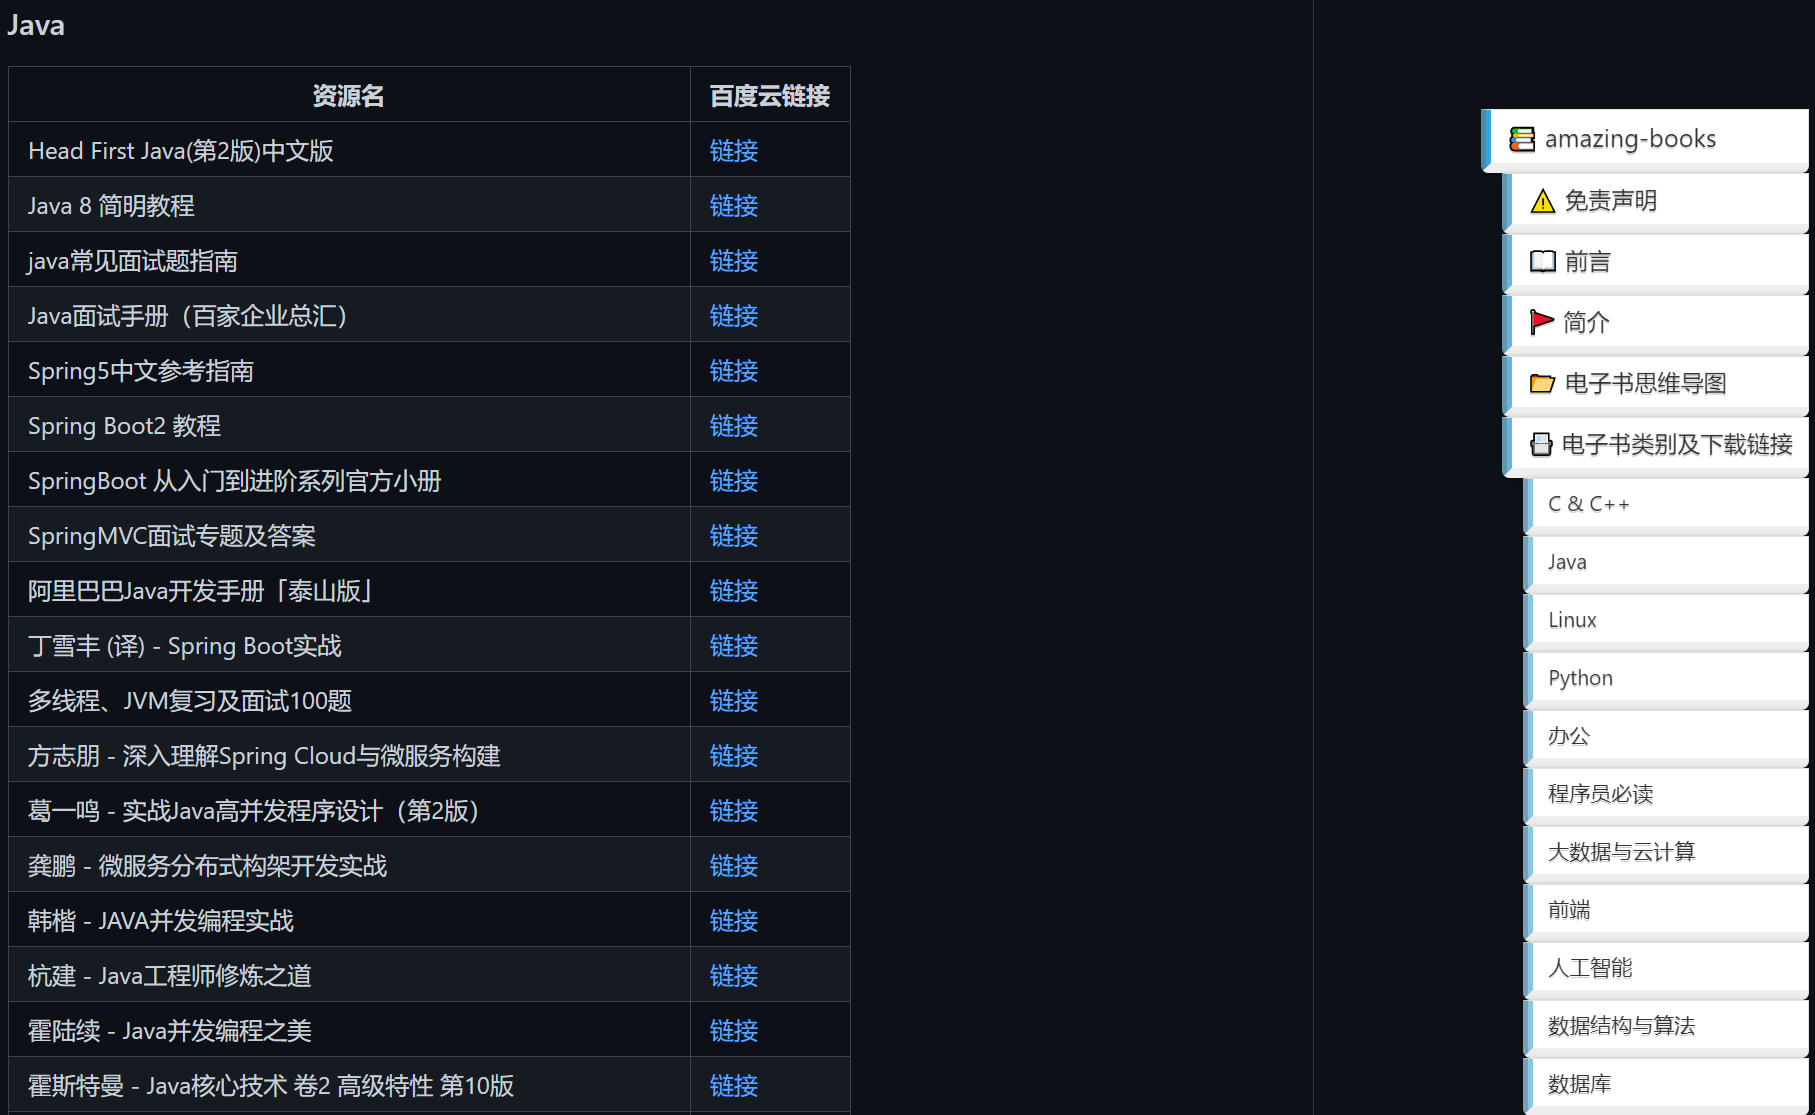 Java
资源名 百度云链接
Head First Java(第2版)中文版 链接
Java 8 简明教程 链接
java常见面试题指南 链接
Java面试手册（百家企业总汇） 链接
Spring5中文参考指南 链接
Spring Boot2 教程 链接
SpringBoot 从入门到进阶系列官方小册 链接
SpringMVC面试专题及答案 链接
阿里巴巴Java开发手册「泰山版」 链接
丁雪丰 (译) - Spring Boot实战 链接
多线程、JVM复习及面试100题 链接
方志朋 - 深入理解Spring Cloud与微服务构建 链接
葛一鸣 - 实战Java高并发程序设计（第2版） 链接
龚鹏 - 微服务分布式构架开发实战 链接
韩楷 - JAVA并发编程实战 链接
杭建 - Java工程师修炼之道 链接
霍陆续 - Java并发编程之美 链接
霍斯特曼 - Java核心技术 卷2 高级特性 第10版 链接
amazing-books
免责声明
前言
简介
电子书思维导图
电子书类别及下载链接
C & C++
Java
Linux
Python
办公
程序员必读
大数据与云计算
前端
人工智能
数据结构与算法
数据库